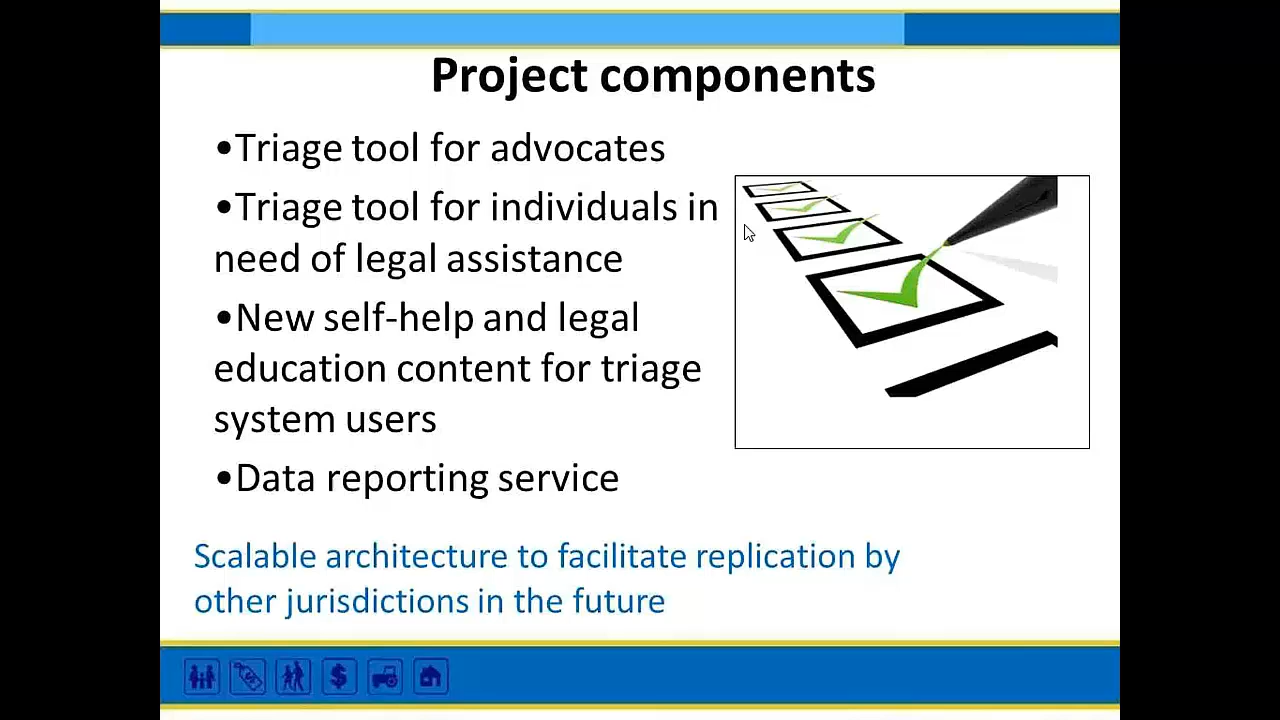 Project components
•Triage tool for advocates
•Triage tool for individuals in
need of legal assistance
•New self-help and legal
education content for triage
system users
•Data reporting service
Scalable architecture to facilitate replication by
other jurisdictions in the future
$